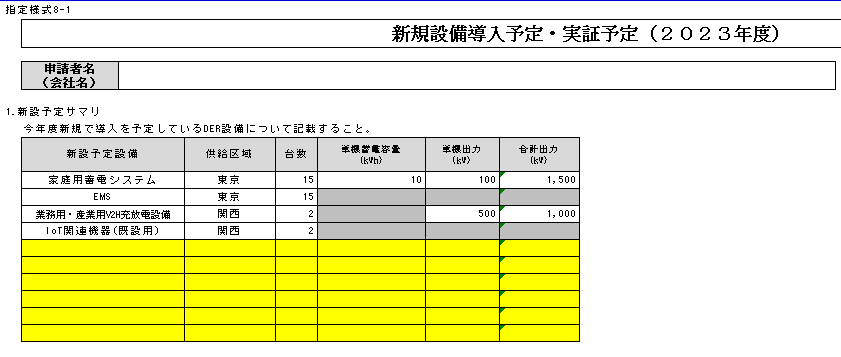 指定様式8-1
新規設備導入予定・実証予定（２０２３年度）
申請者名
（会社名）
1.新設予定サマリ
今年度新規で導入を予定しているDER設備について記載すること。
新設予定設備 供給区域 台数 単機蓄電容量 (kWh) 単機出力 (kW) 合計出力 (kW)
家庭用蓄電システム 東京 15 10 100 1,500
EMS 東京 15
業務用・産業用V2H充放電設備 関西 2 500 1,000
IoT関連機器(既設用) 関西 2